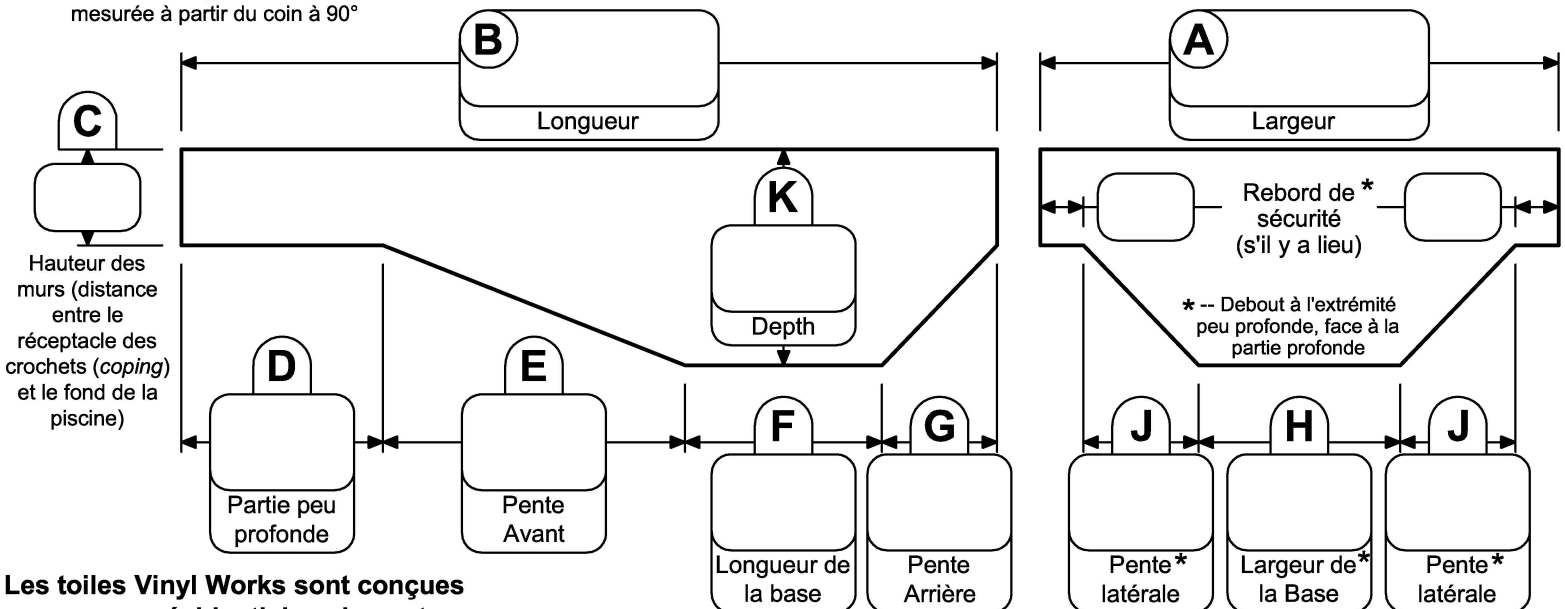 mesurée à partir du coin à 90°
B
Longueur
A
Largeur
C
Hauteur des
murs (distance
entre le
réceptacle des
crochets (coping)
et le fond de la
piscine)
K
Depth
Rebord de *
sécurité
(s'il y a lieu)
* -- Debout à l'extrémité
peu profonde, face à la
partie profonde
D
Partie peu
profonde
E
Pente
Avant
F
Longueur de
la base
G
Pente
Arrière
J
Pente*
latérale
H
Largeur de*
la Base
J
Pente*
latérale
Les toiles Vinyl Works sont conçues